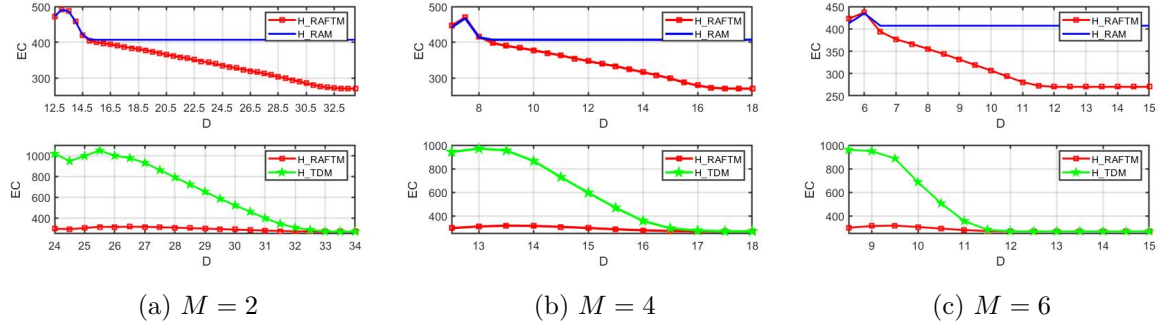 500
400
300
EC
12.5 14.5 16.5 18.5 20.5 22.5 24.5 26.5 28.5 30.5 32.5
D
H_RAFTM
H_RAM
500
400
300
EC
8 10 12 14 16 18
D
H_RAFTM
H_RAM
450
400
350
300
250
EC
6 7 8 9 10 11 12 13 14 15
D
H_RAFTM
H_RAM
1000
800
600
400
EC
24 25 26 27 28 29 30 31 32 33 34
D
H_RAFTM
H_TDM
1000
800
600
400
EC
13 14 15 16 17 18
D
H_RAFTM
H_TDM
1000
800
600
400
EC
9 10 11 12 13 14 15
D
H_RAFTM
H_TDM
(a) M = 2
(b) M = 4
(c) M = 6